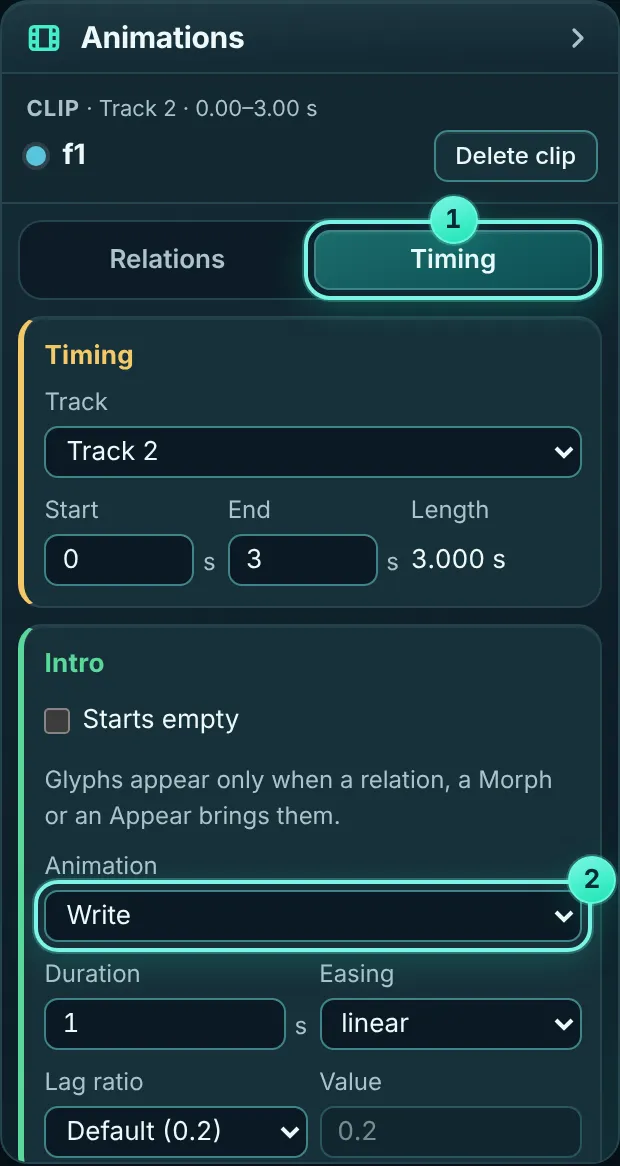 Animations
CLIP · Track 2 · 0.00–3.00 s
f1
Delete clip
1
Relations
Timing
Timing
Track
Track 2
Start
End
Length
0 s
3 s
3.000 s
Intro
Starts empty
Glyphs appear only when a relation, a Morph
or an Appear brings them.
Animation
2
Write
Duration
Easing
1 s
linear
Lag ratio
Value
Default (0.2)
0.2